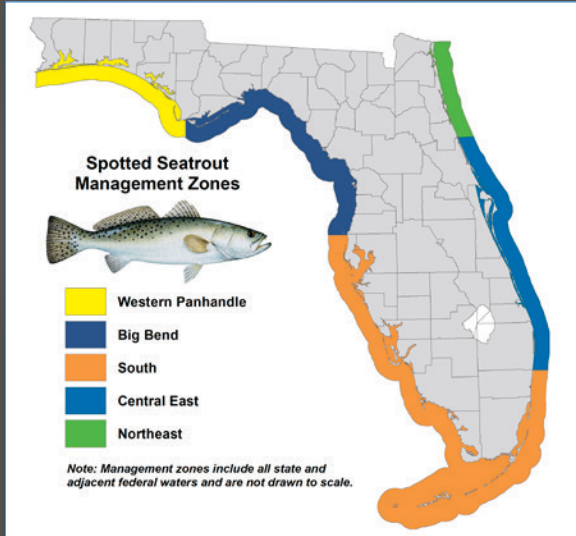 Spotted Seatrout
Management Zones
Western Panhandle
Big Bend
South
Central East
Northeast
Note: Management zones include all state and
adjacent federal waters and are not drawn to scale.